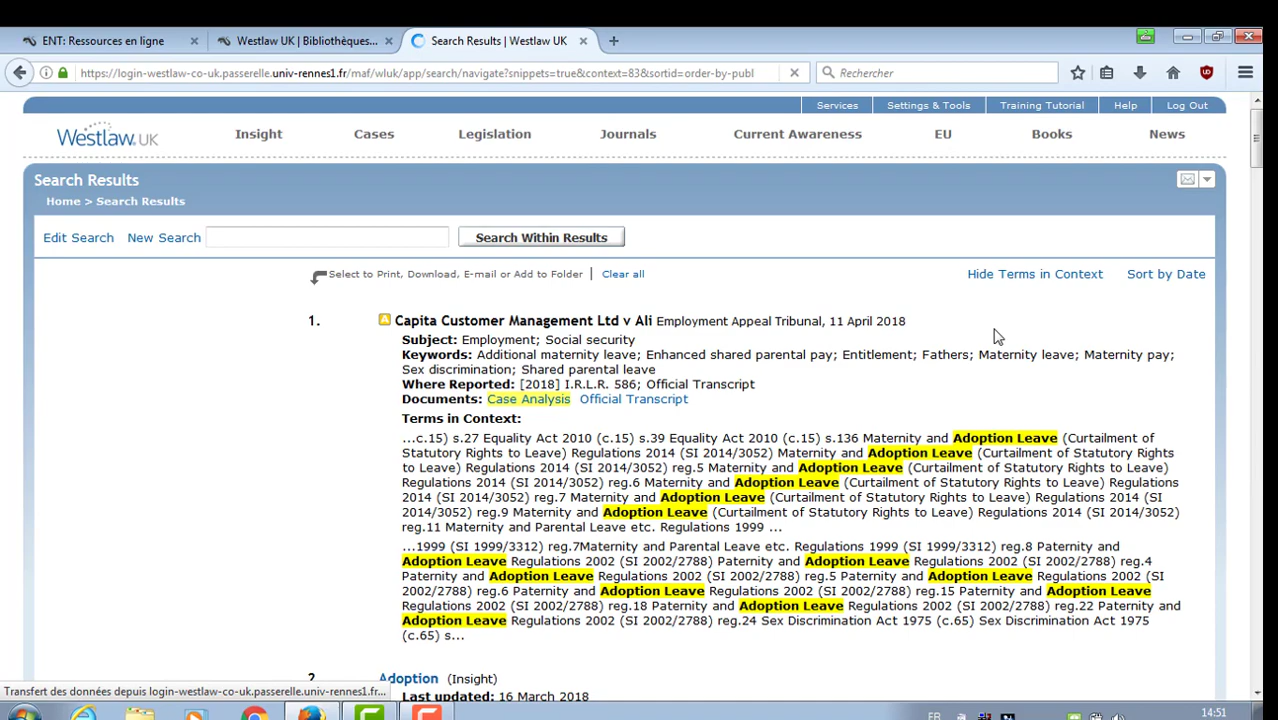 ENT: Ressources en ligne
Westlaw UK | Bibliothèques...
Search Results | Westlaw UK
https://login-westlaw-co-uk.passerelle.univ-rennes1.fr/maf/wluk/app/search/navigate?snippets=true&context=83&sortid=order-by-publ
Rechercher
Services
Settings & Tools
Training Tutorial
Help
Log Out
Westlaw.UK
Insight
Cases
Legislation
Journals
Current Awareness
EU
Books
News
Search Results
Home > Search Results
Edit Search
New Search
Search Within Results
Select to Print, Download, E-mail or Add to Folder
Clear all
Hide Terms in Context
Sort by Date
1.
A
Capita Customer Management Ltd v Ali Employment Appeal Tribunal, 11 April 2018
Subject: Employment; Social security
Keywords: Additional maternity leave; Enhanced shared parental pay; Entitlement; Fathers; Maternity leave; Maternity pay;
Sex discrimination; Shared parental leave
Where Reported: [2018] I.R.L.R. 586; Official Transcript
Documents: Case Analysis Official Transcript
Terms in Context:
...c.15) s.27 Equality Act 2010 (c.15) s.39 Equality Act 2010 (c.15) s.136 Maternity and Adoption Leave (Curtailment of
Statutory Rights to Leave) Regulations 2014 (SI 2014/3052) Maternity and Adoption Leave (Curtailment of Statutory Rights
to Leave) Regulations 2014 (SI 2014/3052) reg.5 Maternity and Adoption Leave (Curtailment of Statutory Rights to Leave)
Regulations 2014 (SI 2014/3052) reg.6 Maternity and Adoption Leave (Curtailment of Statutory Rights to Leave) Regulations
2014 (SI 2014/3052) reg.7 Maternity and Adoption Leave (Curtailment of Statutory Rights to Leave) Regulations 2014 (SI
2014/3052) reg.9 Maternity and Adoption Leave (Curtailment of Statutory Rights to Leave) Regulations 2014 (SI 2014/3052)
reg.11 Maternity and Parental Leave etc. Regulations 1999 ...
...1999 (SI 1999/3312) reg.7Maternity and Parental Leave etc. Regulations 1999 (SI 1999/3312) reg.8 Paternity and
Adoption Leave Regulations 2002 (SI 2002/2788) Paternity and Adoption Leave Regulations 2002 (SI 2002/2788) reg.4
Paternity and Adoption Leave Regulations 2002 (SI 2002/2788) reg.5 Paternity and Adoption Leave Regulations 2002 (SI
2002/2788) reg.6 Paternity and Adoption Leave Regulations 2002 (SI 2002/2788) reg.15 Paternity and Adoption Leave
Regulations 2002 (SI 2002/2788) reg.18 Paternity and Adoption Leave Regulations 2002 (SI 2002/2788) reg.22 Paternity and
Adoption Leave Regulations 2002 (SI 2002/2788) reg.24 Sex Discrimination Act 1975 (c.65) Sex Discrimination Act 1975
(c.65) s...
2.
Adoption (Insight)
Last updated: 16 March 2018
Transfert des données depuis login-westlaw-co-uk.passerelle.univ-rennes1.fr...
FR
14:51